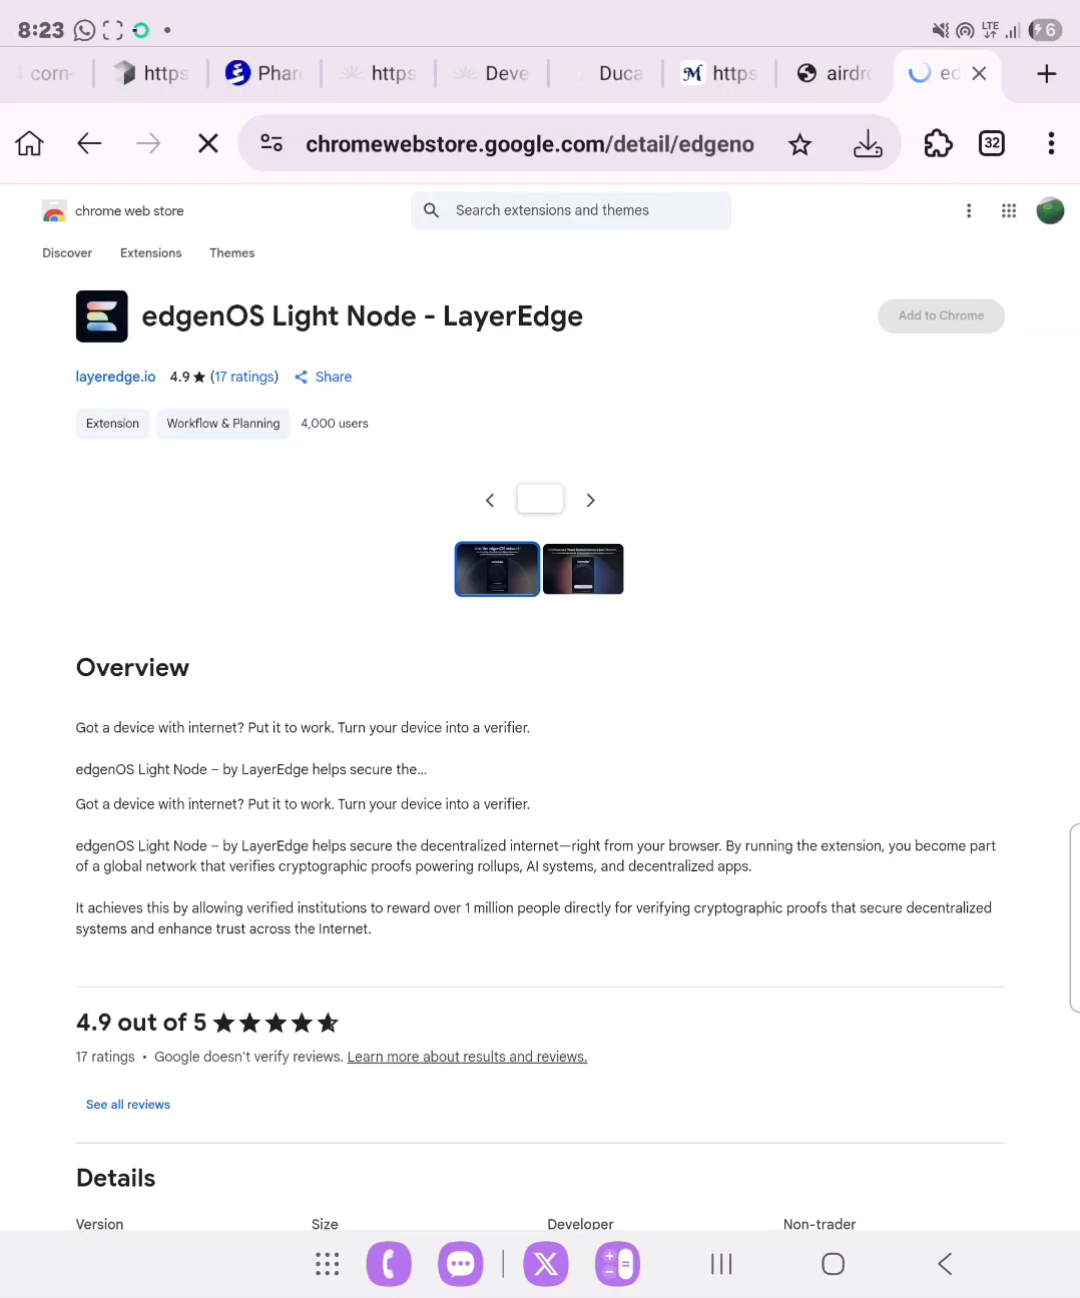 8:23
LTE
6
corn-
https
Phar
https
Deve
Duca
https
airdro
ed
chromewebstore.google.com/detail/edgeno
32
chrome web store
Search extensions and themes
Discover
Extensions
Themes
edgenOS Light Node - LayerEdge
Add to Chrome
layeredge.io
4.9 ★ (17 ratings)
Share
Extension
Workflow & Planning
4,000 users
Overview
Got a device with internet? Put it to work. Turn your device into a verifier.
edgenOS Light Node – by LayerEdge helps secure the...
Got a device with internet? Put it to work. Turn your device into a verifier.
edgenOS Light Node – by LayerEdge helps secure the decentralized internet—right from your browser. By running the extension, you become part
of a global network that verifies cryptographic proofs powering rollups, AI systems, and decentralized apps.
It achieves this by allowing verified institutions to reward over 1 million people directly for verifying cryptographic proofs that secure decentralized
systems and enhance trust across the Internet.
4.9 out of 5
17 ratings • Google doesn't verify reviews. Learn more about results and reviews.
See all reviews
Details
Version
Size
Developer
Non-trader